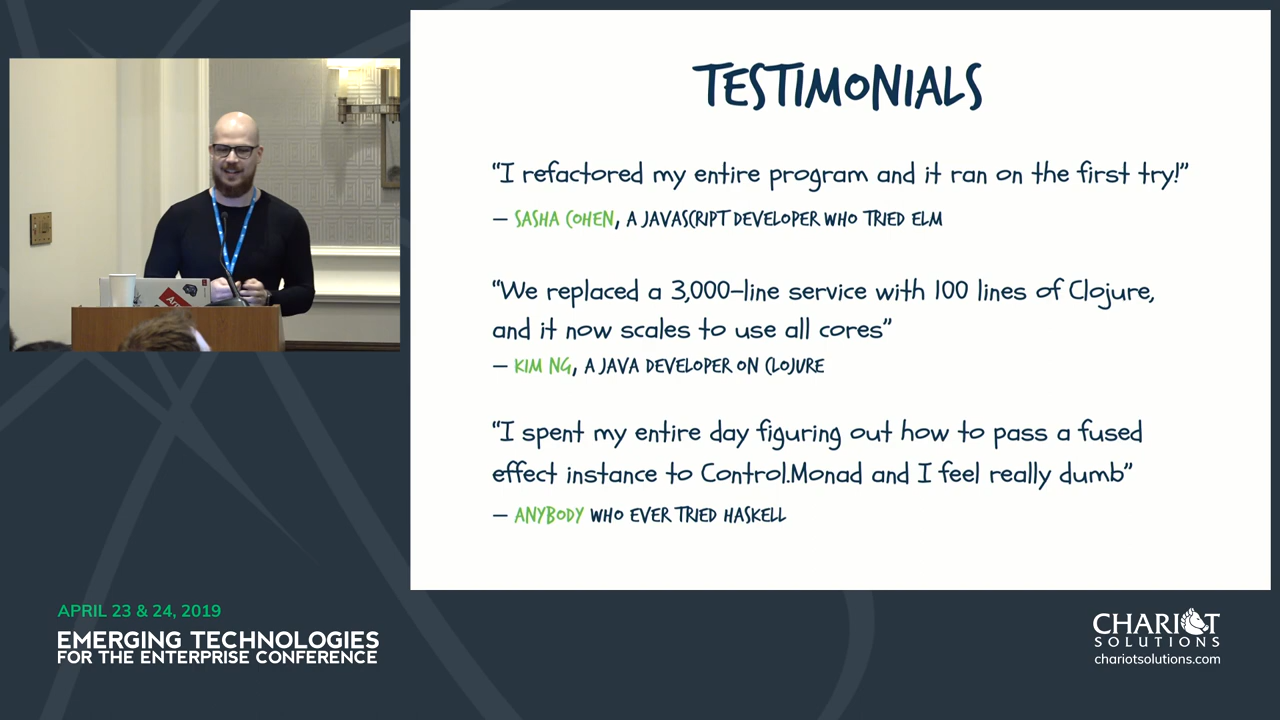 TESTIMONIALS
“I refactored my entire program and it ran on the first try!”
– SASHA COHEN, A JAVASCRIPT DEVELOPER WHO TRIED ELM
“We replaced a 3,000-line service with 100 lines of Clojure,
and it now scales to use all cores”
– KIM NG, A JAVA DEVELOPER ON CLOJURE
“I spent my entire day figuring out how to pass a fused
effect instance to Control.Monad and I feel really dumb”
– ANYBODY WHO EVER TRIED HASKELL
APRIL 23 & 24, 2019
EMERGING TECHNOLOGIES
FOR THE ENTERPRISE CONFERENCE
CHARIOT
SOLUTIONS
chariotsolutions.com